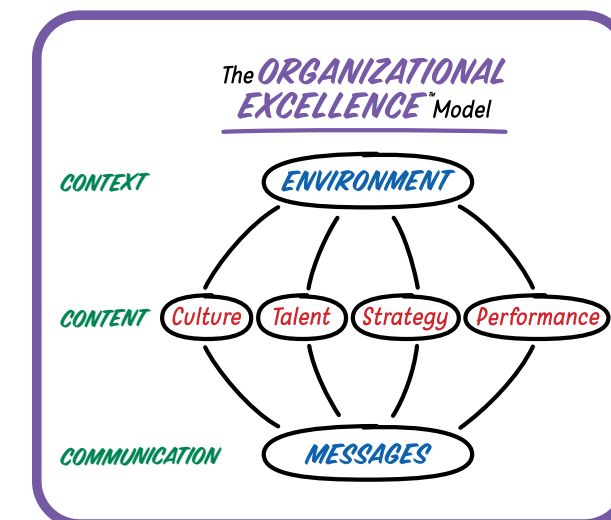 The ORGANIZATIONAL
EXCELLENCE™ Model
CONTEXT ENVIRONMENT
CONTENT Culture Talent Strategy Performance
COMMUNICATION MESSAGES